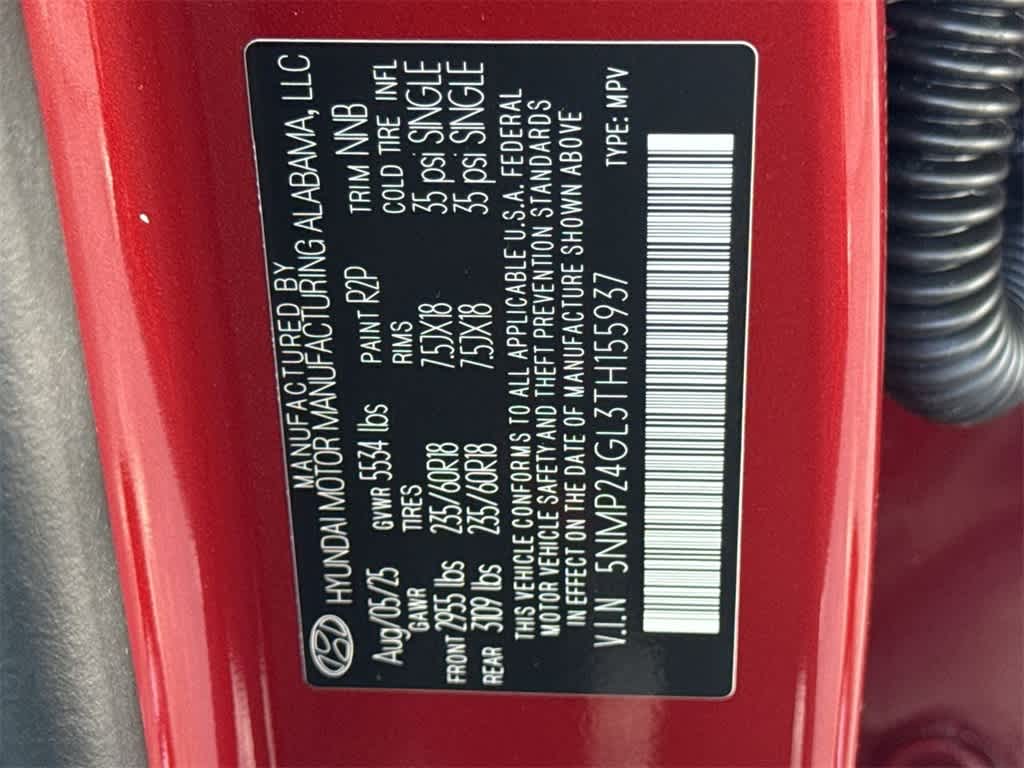 MANUFACTURED BY
HYUNDAI MOTOR MANUFACTURING ALABAMA, LLC
Aug/05/25 GVWR 5534 lbs PAINT R2P TRIM NNB
GAWR TIRES RIMS COLD TIRE INFL
FRONT 2955 lbs 235/60R18 7.5JX18 35 psi SINGLE
REAR 3109 lbs 235/60R18 7.5JX18 35 psi SINGLE
THIS VEHICLE CONFORMS TO ALL APPLICABLE U.S.A. FEDERAL
MOTOR VEHICLE SAFETY AND THEFT PREVENTION STANDARDS
IN EFFECT ON THE DATE OF MANUFACTURE SHOWN ABOVE
V.I.N 5NMP24GL3TH155937 TYPE: MPV